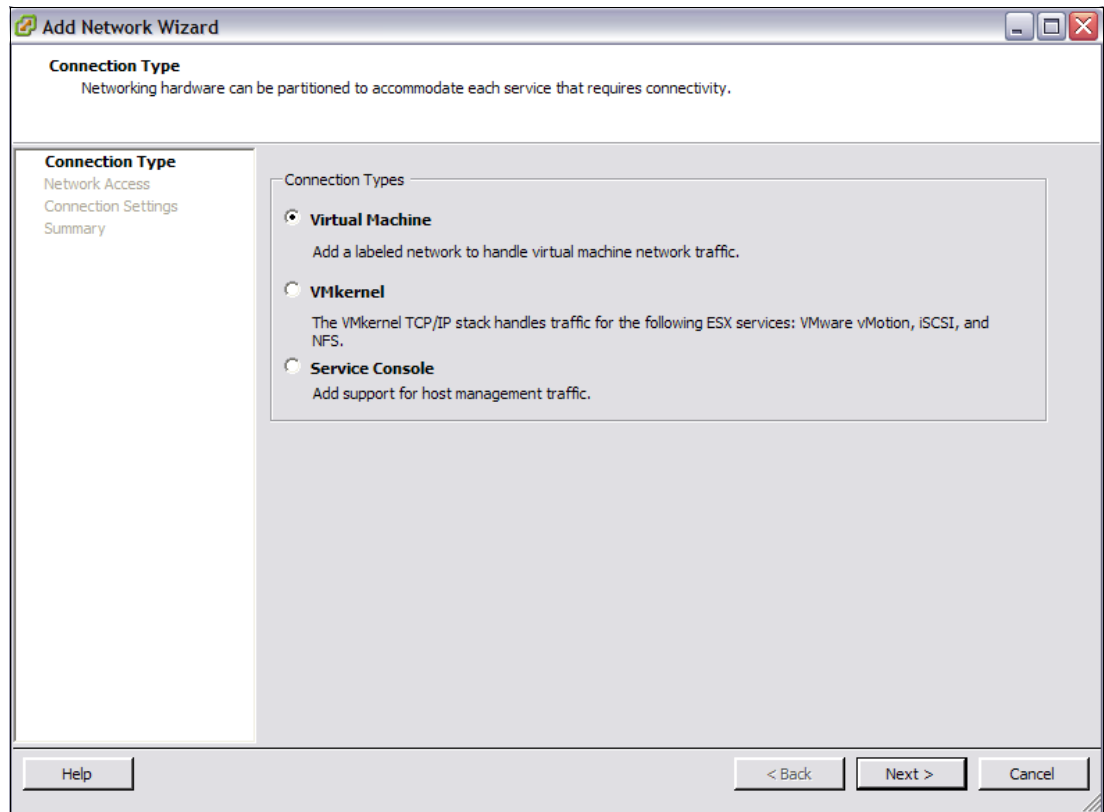 Add Network Wizard
Connection Type
Networking hardware can be partitioned to accommodate each service that requires connectivity.
Connection Type
Network Access
Connection Settings
Summary
Connection Types
Virtual Machine
Add a labeled network to handle virtual machine network traffic.
VMkernel
The VMkernel TCP/IP stack handles traffic for the following ESX services: VMware vMotion, iSCSI, and
NFS.
Service Console
Add support for host management traffic.
Help
< Back
Next >
Cancel